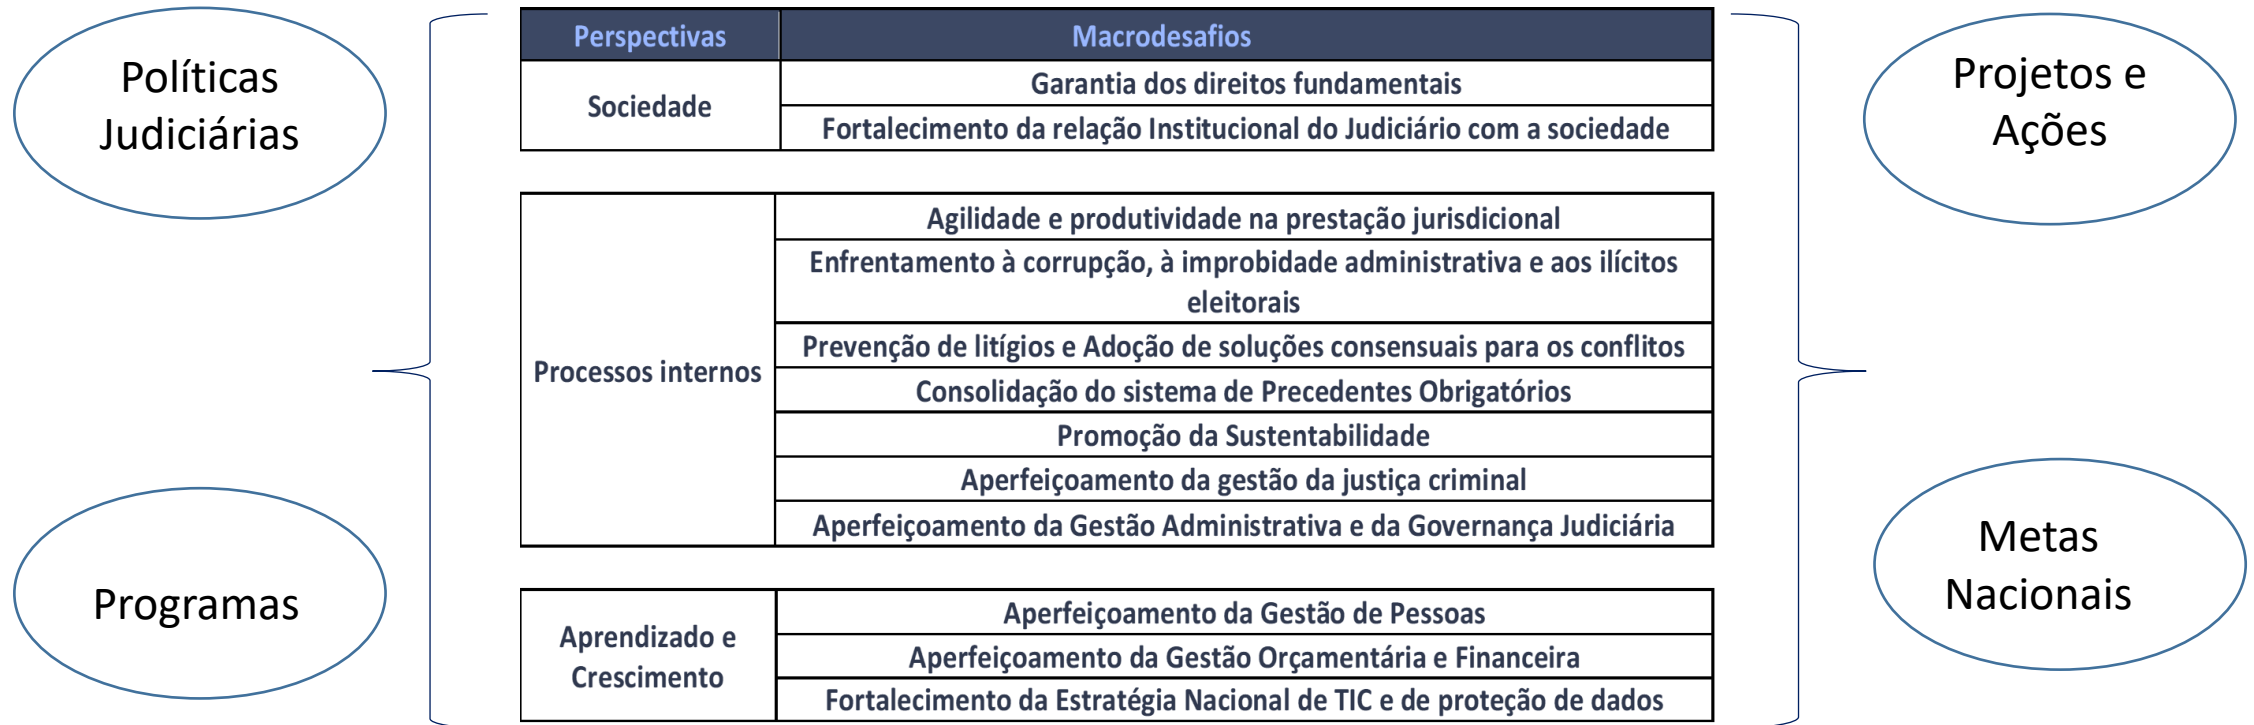 Políticas
Judiciárias
Programas
Perspectivas
Macrodesafios
Sociedade
Garantia dos direitos fundamentais
Fortalecimento da relação Institucional do Judiciário com a sociedade
Processos internos
Agilidade e produtividade na prestação jurisdicional
Enfrentamento à corrupção, à improbidade administrativa e aos ilícitos
eleitorais
Prevenção de litígios e Adoção de soluções consensuais para os conflitos
Consolidação do sistema de Precedentes Obrigatórios
Promoção da Sustentabilidade
Aperfeiçoamento da gestão da justiça criminal
Aperfeiçoamento da Gestão Administrativa e da Governança Judiciária
Aprendizado e
Crescimento
Aperfeiçoamento da Gestão de Pessoas
Aperfeiçoamento da Gestão Orçamentária e Financeira
Fortalecimento da Estratégia Nacional de TIC e de proteção de dados
Projetos e
Ações
Metas
Nacionais